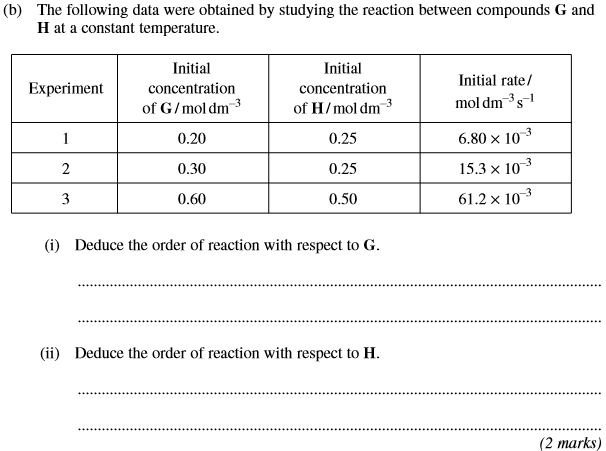 (b) The following data were obtained by studying the reaction between compounds G and
H at a constant temperature.
Experiment
Initial
concentration
of G / mol dm⁻³
Initial
concentration
of H / mol dm⁻³
Initial rate /
mol dm⁻³ s⁻¹
1 0.20 0.25 6.80 × 10⁻³
2 0.30 0.25 15.3 × 10⁻³
3 0.60 0.50 61.2 × 10⁻³
(i) Deduce the order of reaction with respect to G.
(ii) Deduce the order of reaction with respect to H.
(2 marks)